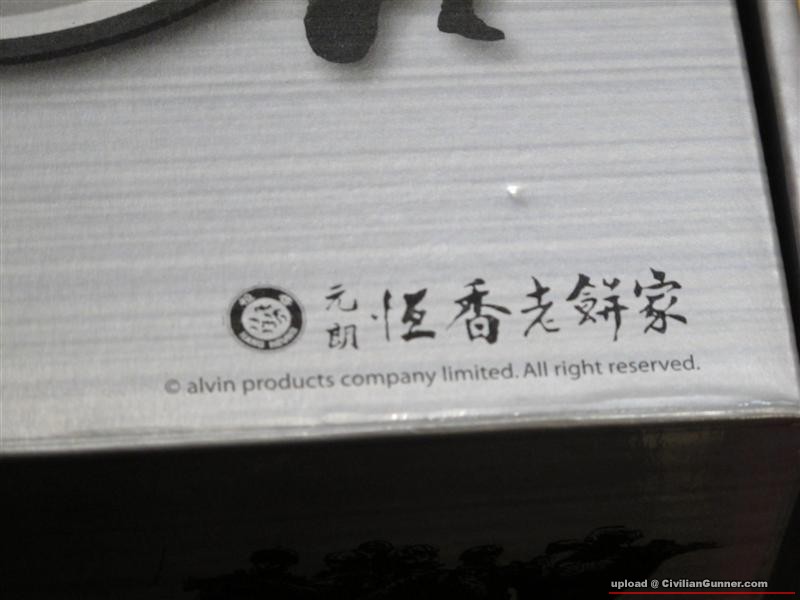 元朗 恒香老餅家
© alvin products company limited. All right reserved.
upload @ CivilianGunner.com